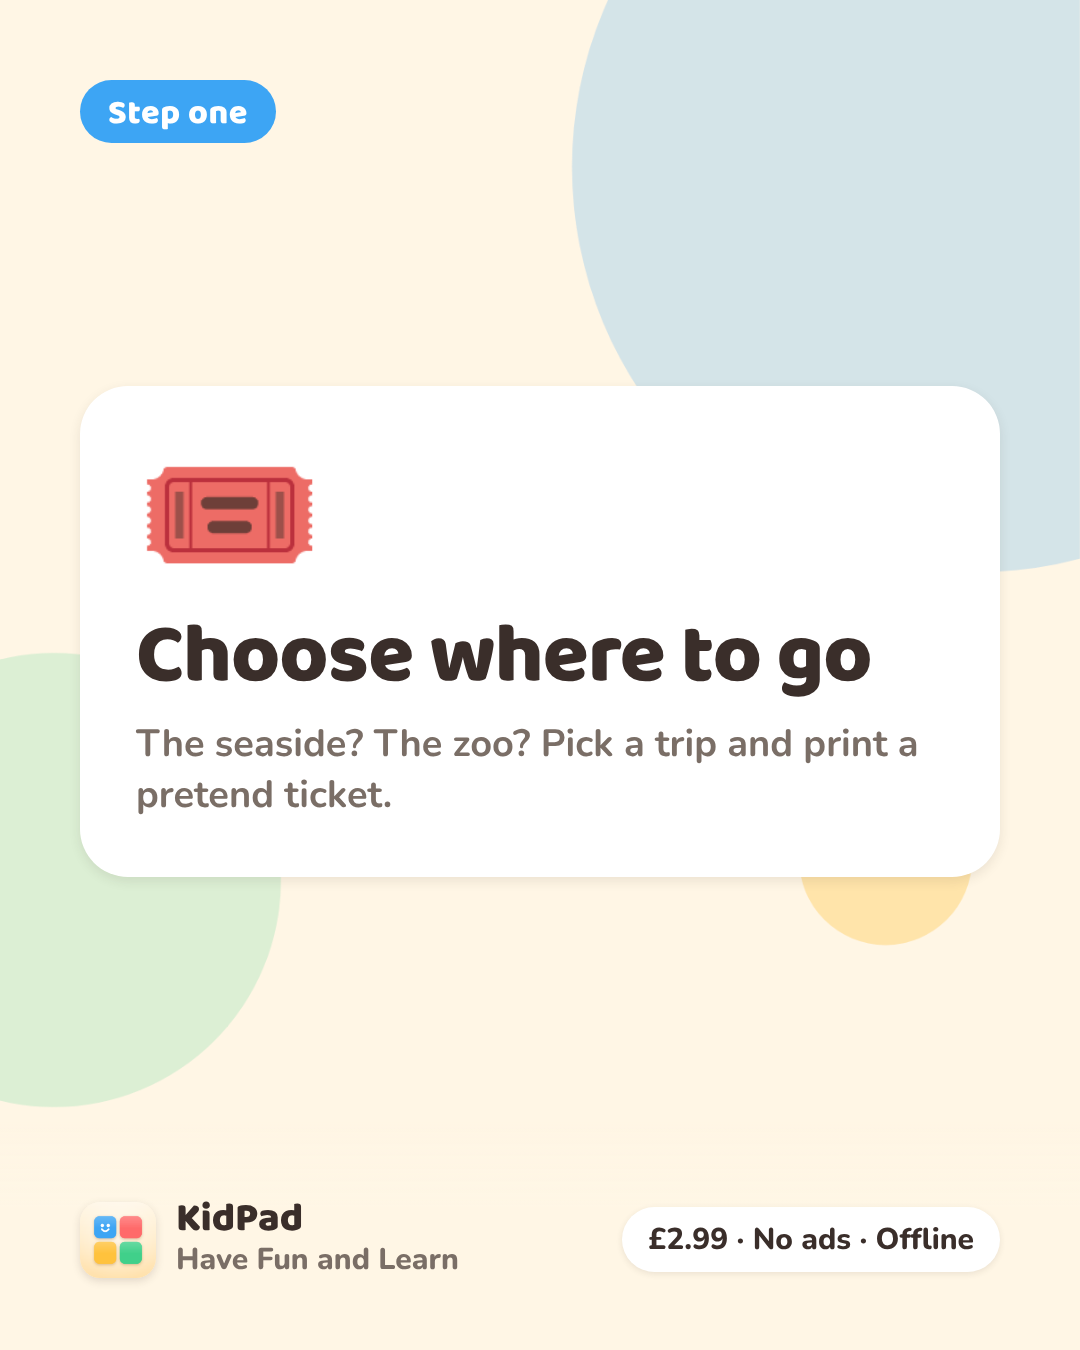 Step one
Choose where to go
The seaside? The zoo? Pick a trip and print a
pretend ticket.
KidPad
Have Fun and Learn
£2.99 · No ads · Offline